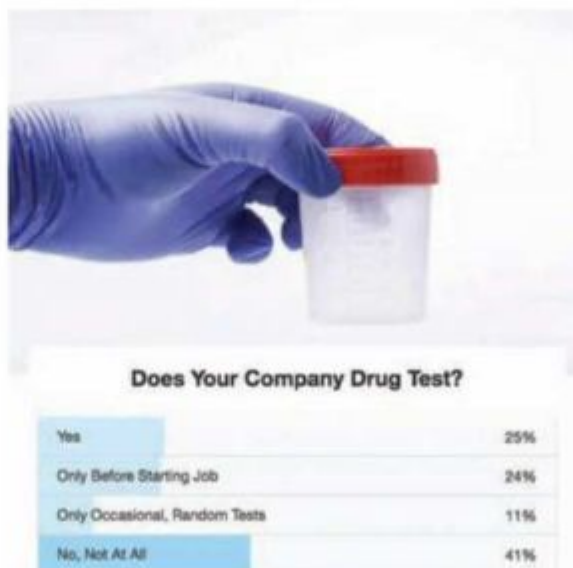 Does Your Company Drug Test?
Yes 25%
Only Before Starting Job 24%
Only Occasional, Random Tests 11%
No, Not At All 41%